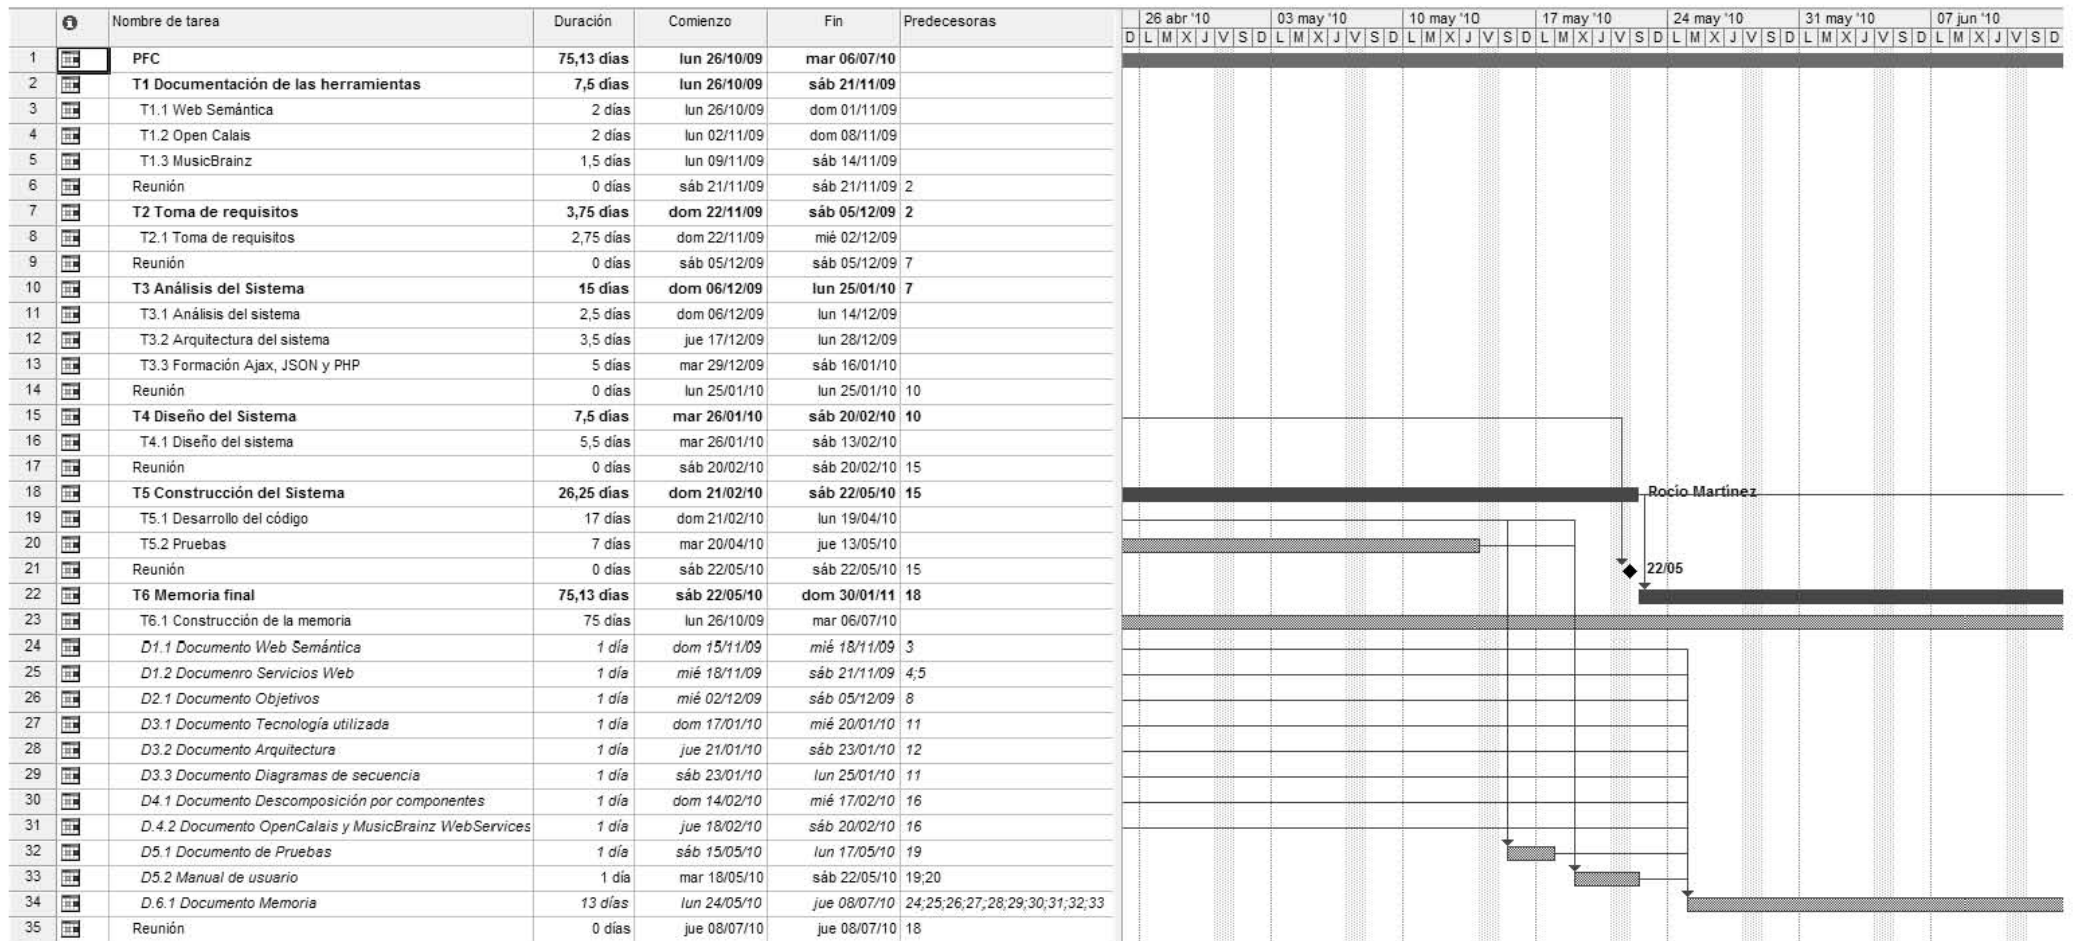 Nombre de tarea Duración Comienzo Fin Predecesoras 26 abr '10 03 may '10 10 may '10 17 may '10 24 may '10 31 may '10 07 jun '10
D L M X J V S D L M X J V S D L M X J V S D L M X J V S D L M X J V S D L M X J V S D L M X J V S D
1 PFC 75,13 días lun 26/10/09 mar 06/07/10
2 T1 Documentación de las herramientas 7,5 días lun 26/10/09 sáb 21/11/09
3 T1.1 Web Semántica 2 días lun 26/10/09 dom 01/11/09
4 T1.2 Open Calais 2 días lun 02/11/09 dom 08/11/09
5 T1.3 MusicBrainz 1,5 días lun 09/11/09 sáb 14/11/09
6 Reunión 0 días sáb 21/11/09 sáb 21/11/09 2
7 T2 Toma de requisitos 3,75 días dom 22/11/09 sáb 05/12/09 2
8 T2.1 Toma de requisitos 2,75 días dom 22/11/09 mié 02/12/09
9 Reunión 0 días sáb 05/12/09 sáb 05/12/09 7
10 T3 Análisis del Sistema 15 días dom 06/12/09 lun 25/01/10 7
11 T3.1 Análisis del sistema 2,5 días dom 06/12/09 lun 14/12/09
12 T3.2 Arquitectura del sistema 3,5 días jue 17/12/09 lun 28/12/09
13 T3.3 Formación Ajax, JSON y PHP 5 días mar 29/12/09 sáb 16/01/10
14 Reunión 0 días lun 25/01/10 lun 25/01/10 10
15 T4 Diseño del Sistema 7,5 días mar 26/01/10 sáb 20/02/10 10
16 T4.1 Diseño del sistema 5,5 días mar 26/01/10 sáb 13/02/10
17 Reunión 0 días sáb 20/02/10 sáb 20/02/10 15
18 T5 Construcción del Sistema 26,25 días dom 21/02/10 sáb 22/05/10 15 Rocío Martínez
19 T5.1 Desarrollo del código 17 días dom 21/02/10 lun 19/04/10
20 T5.2 Pruebas 7 días mar 20/04/10 jue 13/05/10
21 Reunión 0 días sáb 22/05/10 sáb 22/05/10 15 22/05
22 T6 Memoria final 75,13 días sáb 22/05/10 dom 30/01/11 18
23 T6.1 Construcción de la memoria 75 días lun 26/10/09 mar 06/07/10
24 D1.1 Documento Web Semántica 1 día dom 15/11/09 mié 18/11/09 3
25 D1.2 Documenro Servicios Web 1 día mié 18/11/09 sáb 21/11/09 4;5
26 D2.1 Documento Objetivos 1 día mié 02/12/09 sáb 05/12/09 8
27 D3.1 Documento Tecnología utilizada 1 día dom 17/01/10 mié 20/01/10 11
28 D3.2 Documento Arquitectura 1 día jue 21/01/10 sáb 23/01/10 12
29 D3.3 Documento Diagramas de secuencia 1 día sáb 23/01/10 lun 25/01/10 11
30 D4.1 Documento Descomposición por componentes 1 día dom 14/02/10 mié 17/02/10 16
31 D.4.2 Documento OpenCalais y MusicBrainz WebServices 1 día jue 18/02/10 sáb 20/02/10 16
32 D5.1 Documento de Pruebas 1 día sáb 15/05/10 lun 17/05/10 19
33 D5.2 Manual de usuario 1 día mar 18/05/10 sáb 22/05/10 19;20
34 D.6.1 Documento Memoria 13 días lun 24/05/10 jue 08/07/10 24;25;26;27;28;29;30;31;32;33
35 Reunión 0 días jue 08/07/10 jue 08/07/10 18